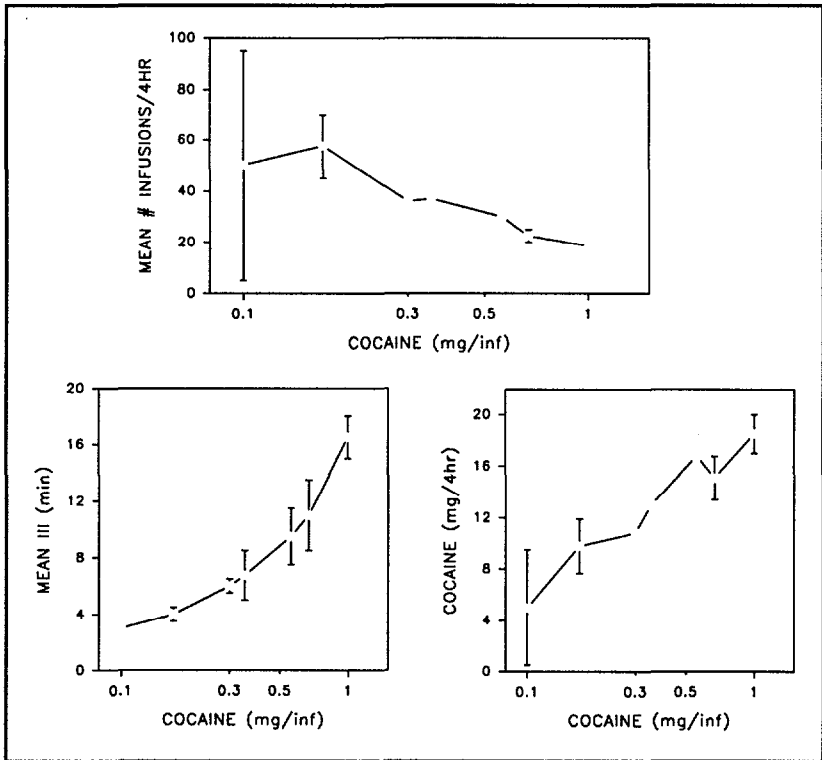 MEAN # INFUSIONS/4HR
100
80
60
40
20
0
0.1 0.3 0.5 1
COCAINE (mg/inf)
MEAN III (min)
20
16
12
8
4
0
0.1 0.3 0.5 1
COCAINE (mg/inf)
COCAINE (mg/4hr)
20
16
12
8
4
0
0.1 0.3 0.5 1
COCAINE (mg/inf)